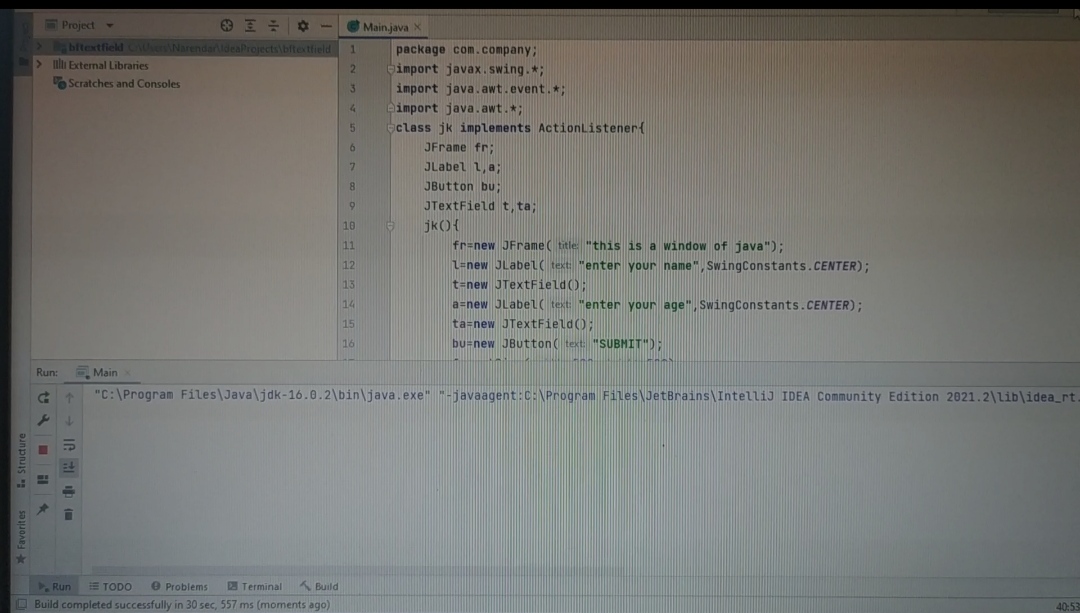 Project
Main.java
bftextfield C:\Users\Narender\IdeaProjects\bftextfield
External Libraries
Scratches and Consoles
1 package com.company;
2 import javax.swing.*;
3 import java.awt.event.*;
4 import java.awt.*;
5 class jk implements ActionListener{
6 JFrame fr;
7 JLabel l,a;
8 JButton bu;
9 JTextField t,ta;
10 jk(){
11 fr=new JFrame( title: "this is a window of java");
12 l=new JLabel( text: "enter your name",SwingConstants.CENTER);
13 t=new JTextField();
14 a=new JLabel( text: "enter your age",SwingConstants.CENTER);
15 ta=new JTextField();
16 bu=new JButton( text: "SUBMIT");
Run: Main
"C:\Program Files\Java\jdk-16.0.2\bin\java.exe" "-javaagent:C:\Program Files\JetBrains\IntelliJ IDEA Community Edition 2021.2\lib\idea_rt.
Structure
Favorites
Run TODO Problems Terminal Build
Build completed successfully in 30 sec, 557 ms (moments ago)
40:53